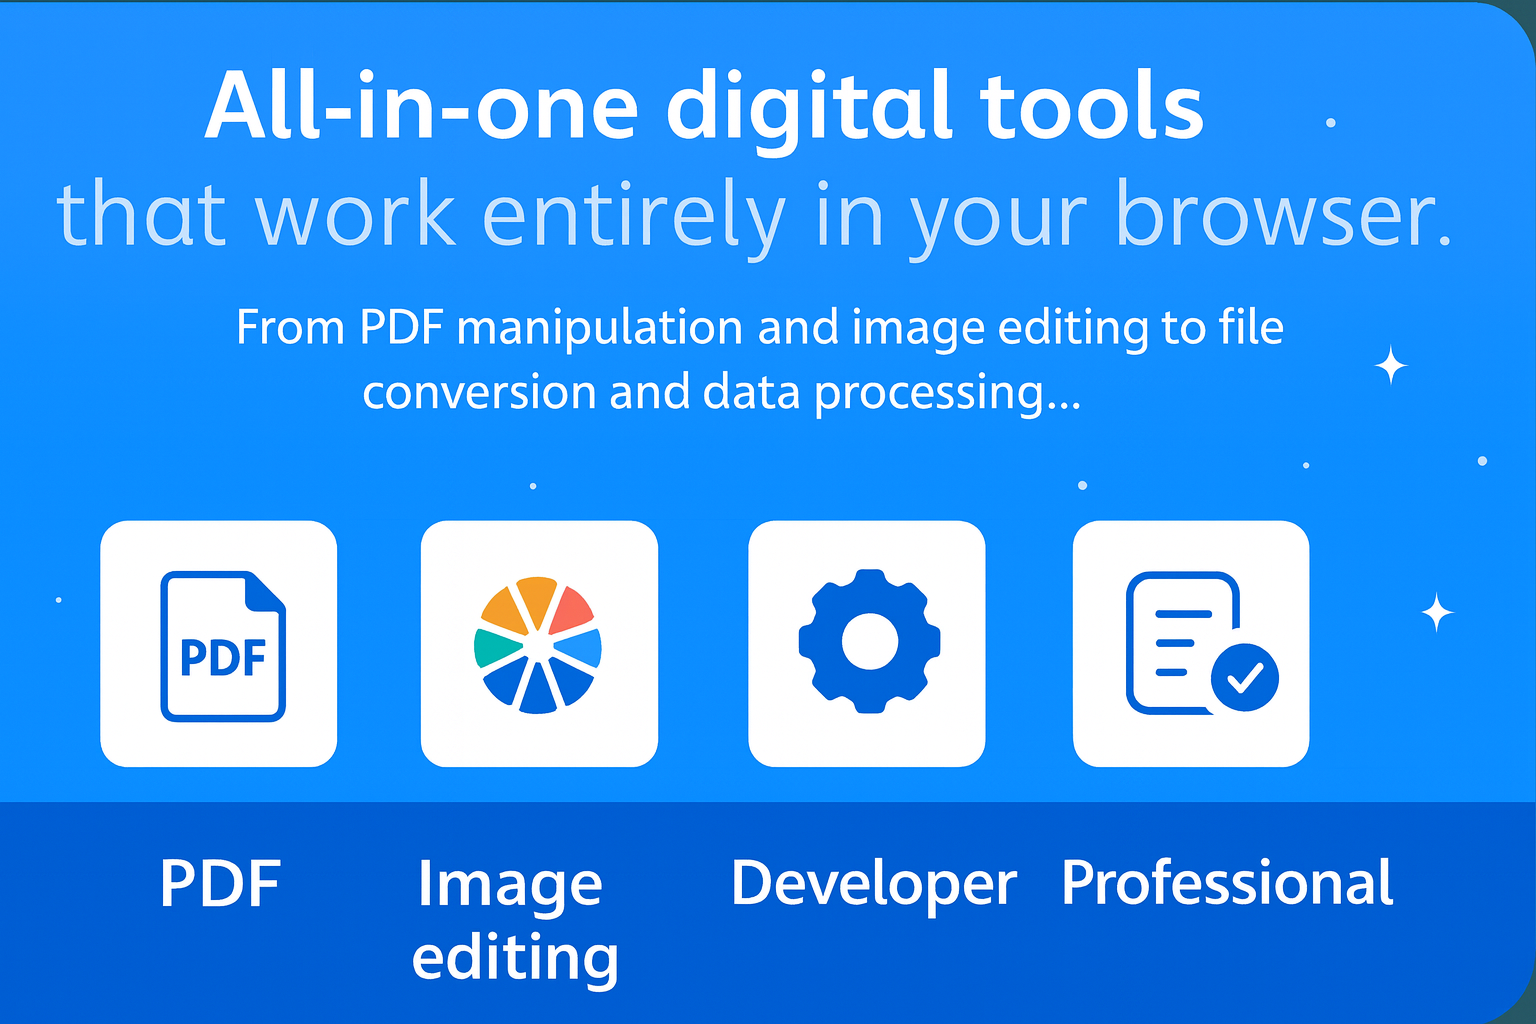 All-in-one digital tools
that work entirely in your browser.
From PDF manipulation and image editing to file
conversion and data processing...
PDF
PDF
Image
editing
Developer
Professional